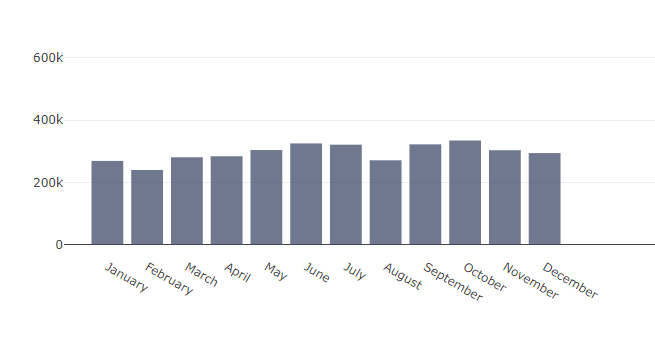 600k
400k
200k
0
January
February
March
April
May
June
July
August
September
October
November
December